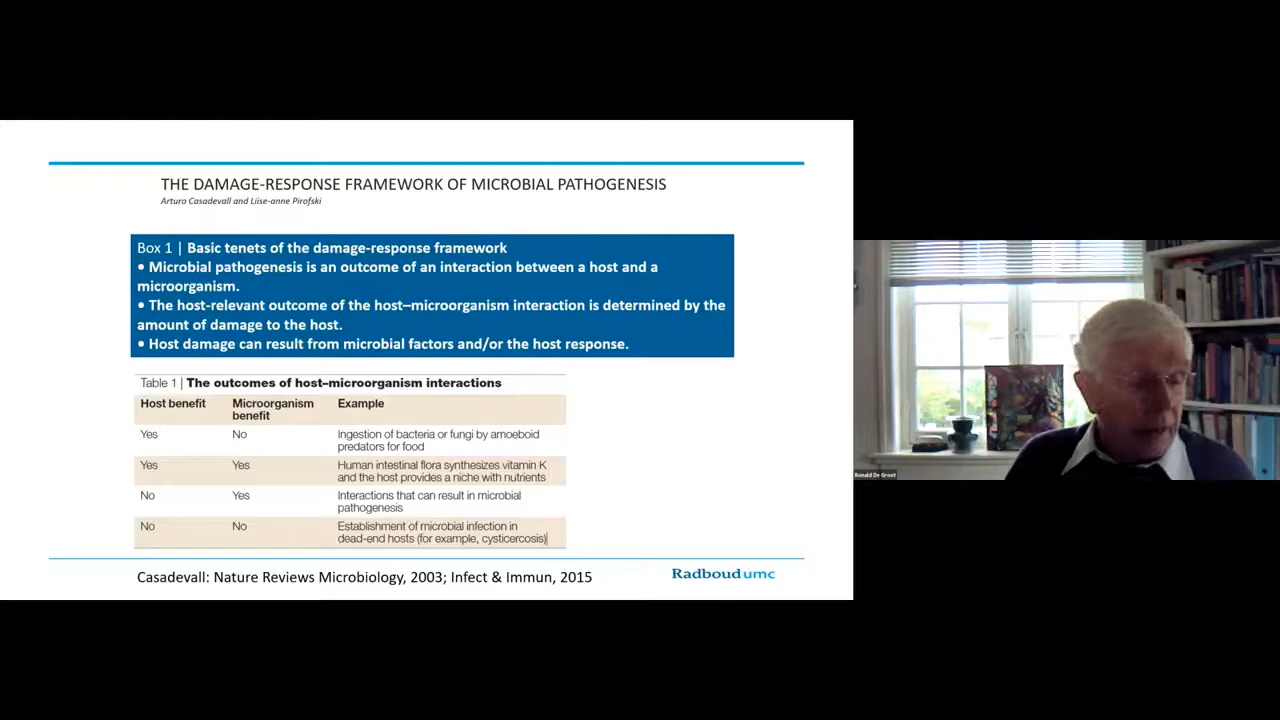 THE DAMAGE-RESPONSE FRAMEWORK OF MICROBIAL PATHOGENESIS
Arturo Casadevall and Liise-anne Pirofski
Box 1 | Basic tenets of the damage-response framework
• Microbial pathogenesis is an outcome of an interaction between a host and a
microorganism.
• The host-relevant outcome of the host–microorganism interaction is determined by the
amount of damage to the host.
• Host damage can result from microbial factors and/or the host response.
Table 1 | The outcomes of host–microorganism interactions
Host benefit Microorganism benefit Example
Yes No Ingestion of bacteria or fungi by amoeboid
predators for food
Yes Yes Human intestinal flora synthesizes vitamin K
and the host provides a niche with nutrients
No Yes Interactions that can result in microbial
pathogenesis
No No Establishment of microbial infection in
dead-end hosts (for example, cysticercosis)
Casadevall: Nature Reviews Microbiology, 2003; Infect & Immun, 2015
Radboudumc
Ronald De Groot